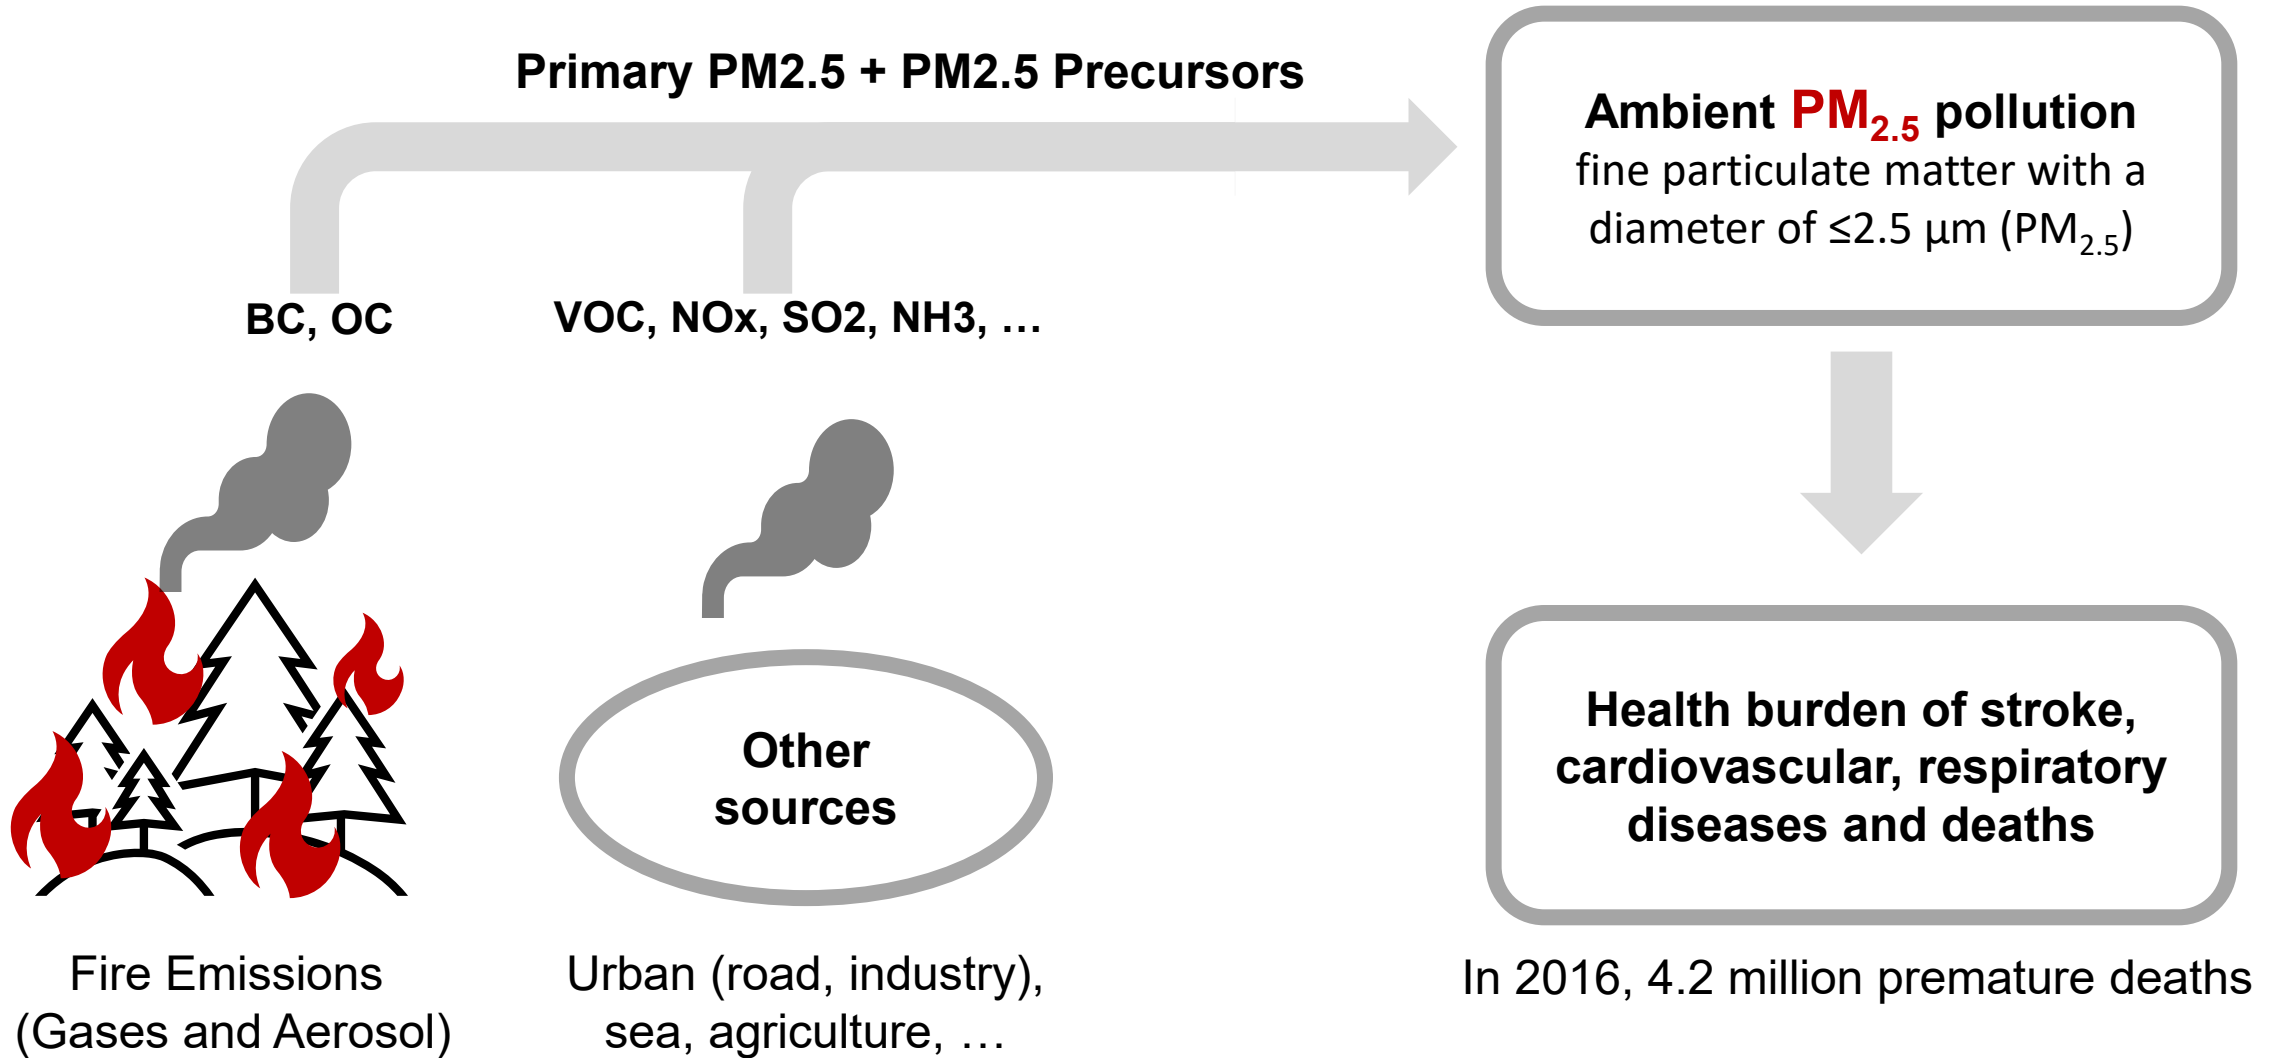 Primary PM2.5 + PM2.5 Precursors
BC, OC
VOC, NOx, SO2, NH3, …
Ambient PM2.5 pollution
fine particulate matter with a
diameter of ≤2.5 µm (PM2.5)
Other
sources
Health burden of stroke,
cardiovascular, respiratory
diseases and deaths
Fire Emissions
(Gases and Aerosol)
Urban (road, industry),
sea, agriculture, …
In 2016, 4.2 million premature deaths